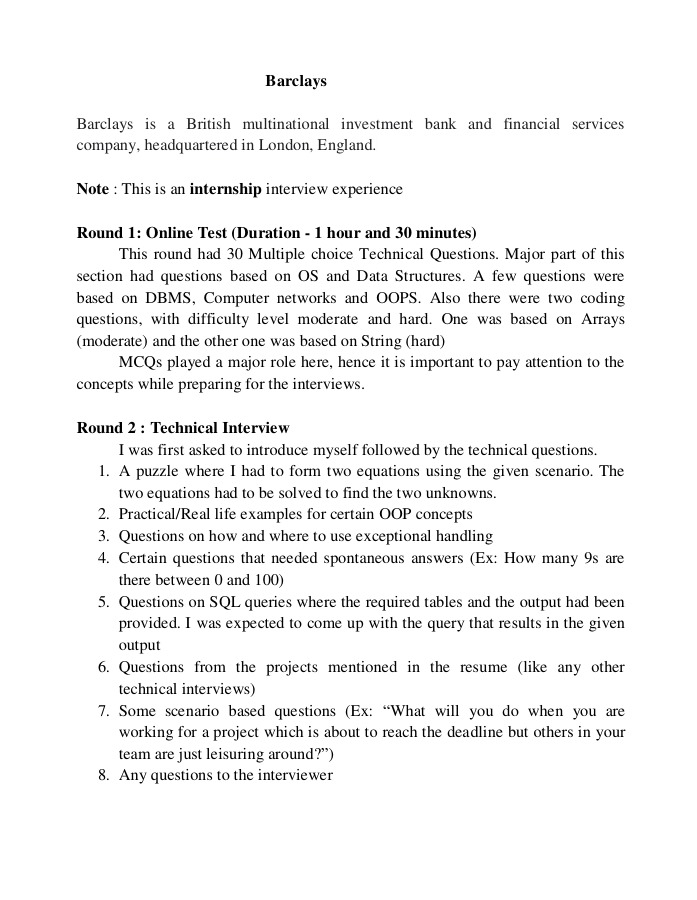 Barclays
Barclays is a British multinational investment bank and financial services
company, headquartered in London, England.
Note : This is an internship interview experience
Round 1: Online Test (Duration - 1 hour and 30 minutes)
This round had 30 Multiple choice Technical Questions. Major part of this
section had questions based on OS and Data Structures. A few questions were
based on DBMS, Computer networks and OOPS. Also there were two coding
questions, with difficulty level moderate and hard. One was based on Arrays
(moderate) and the other one was based on String (hard)
MCQs played a major role here, hence it is important to pay attention to the
concepts while preparing for the interviews.
Round 2 : Technical Interview
I was first asked to introduce myself followed by the technical questions.
1. A puzzle where I had to form two equations using the given scenario. The
two equations had to be solved to find the two unknowns.
2. Practical/Real life examples for certain OOP concepts
3. Questions on how and where to use exceptional handling
4. Certain questions that needed spontaneous answers (Ex: How many 9s are
there between 0 and 100)
5. Questions on SQL queries where the required tables and the output had been
provided. I was expected to come up with the query that results in the given
output
6. Questions from the projects mentioned in the resume (like any other
technical interviews)
7. Some scenario based questions (Ex: “What will you do when you are
working for a project which is about to reach the deadline but others in your
team are just leisuring around?”)
8. Any questions to the interviewer